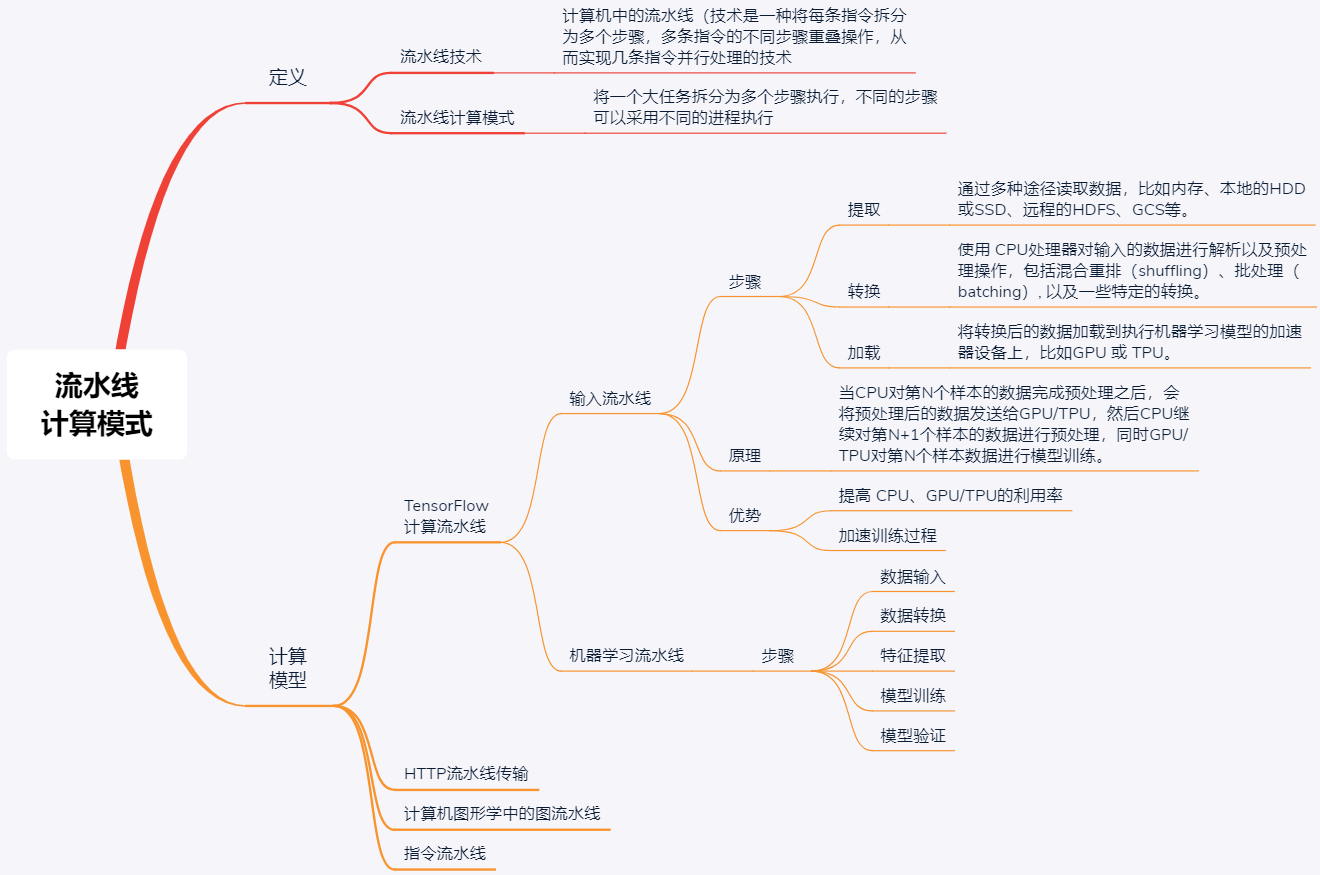 流水线
计算模式
定义
流水线技术
计算机中的流水线（技术是一种将每条指令拆分
为多个步骤，多条指令的不同步骤重叠操作，从
而实现几条指令并行处理的技术
流水线计算模式
将一个大任务拆分为多个步骤执行，不同的步骤
可以采用不同的进程执行
计算
模型
TensorFlow
计算流水线
输入流水线
步骤
提取
通过多种途径读取数据，比如内存、本地的HDD
或SSD、远程的HDFS、GCS等。
转换
使用 CPU处理器对输入的数据进行解析以及预处
理操作，包括混合重排（shuffling）、批处理（
batching）, 以及一些特定的转换。
加载
将转换后的数据加载到执行机器学习模型的加速
器设备上，比如GPU 或 TPU。
原理
当CPU对第N个样本的数据完成预处理之后，会
将预处理后的数据发送给GPU/TPU，然后CPU继
续对第N+1个样本的数据进行预处理，同时GPU/
TPU对第N个样本数据进行模型训练。
优势
提高 CPU、GPU/TPU的利用率
加速训练过程
机器学习流水线
步骤
数据输入
数据转换
特征提取
模型训练
模型验证
HTTP流水线传输
计算机图形学中的图流水线
指令流水线